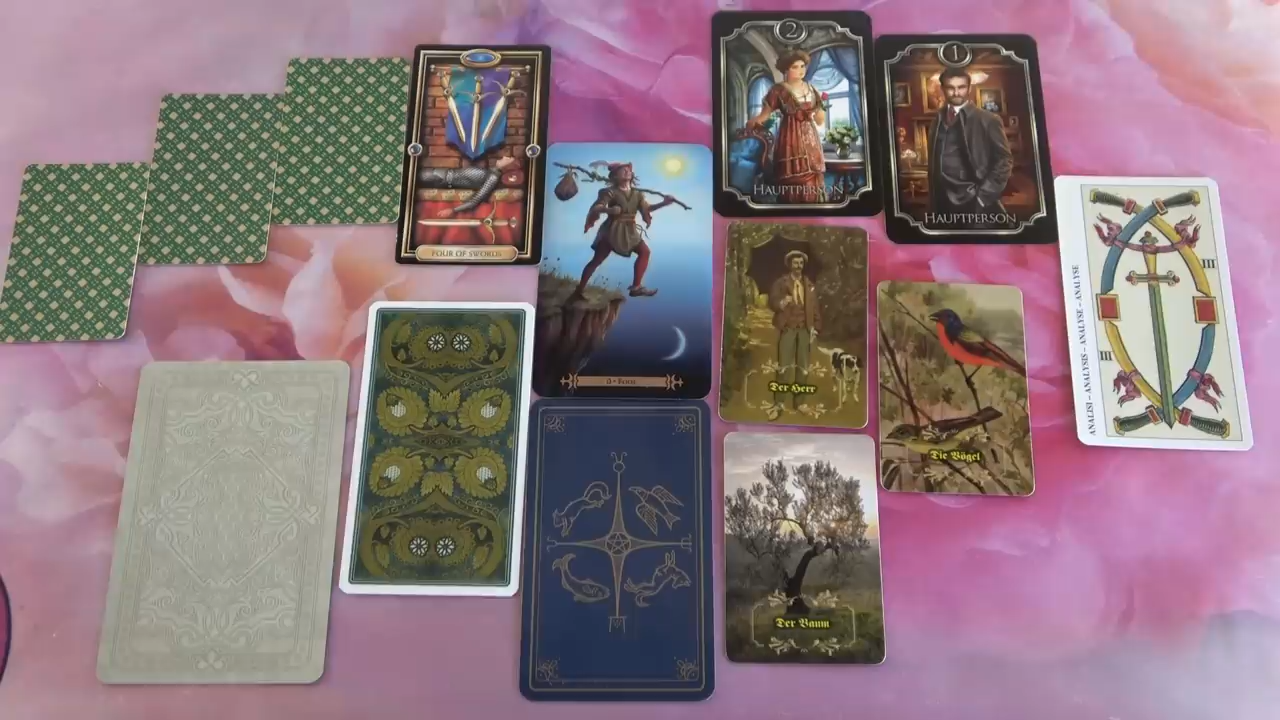 FOUR OF SWORDS
0 • FOOL
2
HAUPTPERSON
1
HAUPTPERSON
Der Herr
Die Vögel
Der Baum
ANALISI – ANALYSIS – ANALYSE – ANALYSE
III
III